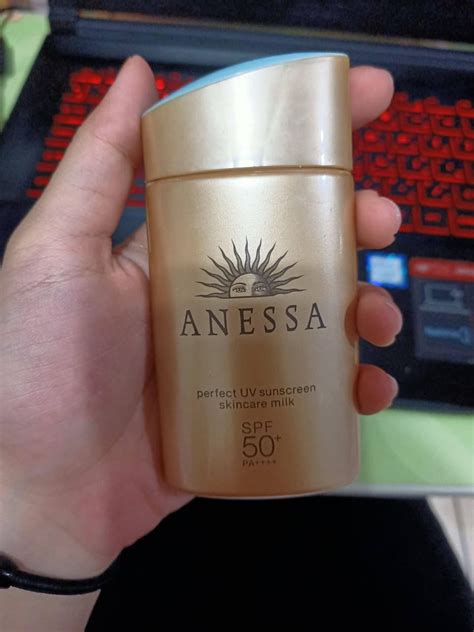 ANESSA
perfect UV sunscreen
skincare milk
SPF
50+
PA++++